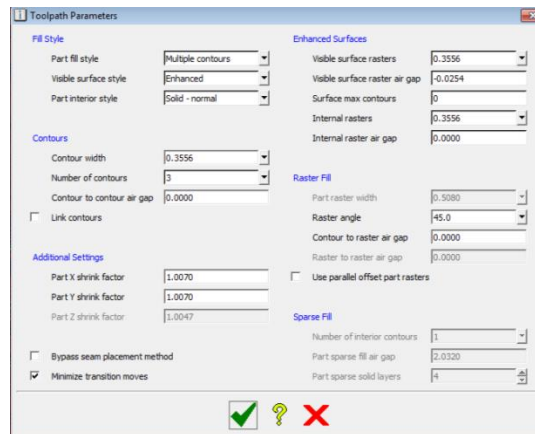 Toolpath Parameters
Fill Style
Part fill style Multiple contours
Visible surface style Enhanced
Part interior style Solid - normal
Contours
Contour width 0.3556
Number of contours 3
Contour to contour air gap 0.0000
Link contours
Additional Settings
Part X shrink factor 1.0070
Part Y shrink factor 1.0070
Part Z shrink factor 1.0047
Bypass seam placement method
Minimize transition moves
Enhanced Surfaces
Visible surface rasters 0.3556
Visible surface raster air gap -0.0254
Surface max contours 0
Internal rasters 0.3556
Internal raster air gap 0.0000
Raster Fill
Part raster width 0.5080
Raster angle 45.0
Contour to raster air gap 0.0000
Raster to raster air gap 0.0000
Use parallel offset part rasters
Sparse Fill
Number of interior contours 1
Part sparse fill air gap 2.0320
Part sparse solid layers 4